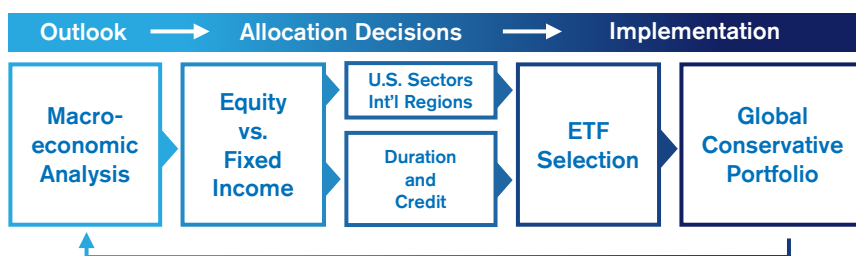 Outlook → Allocation Decisions → Implementation
Macro-
economic
Analysis
Equity
vs.
Fixed
Income
U.S. Sectors
Int'l Regions
Duration
and
Credit
ETF
Selection
Global
Conservative
Portfolio